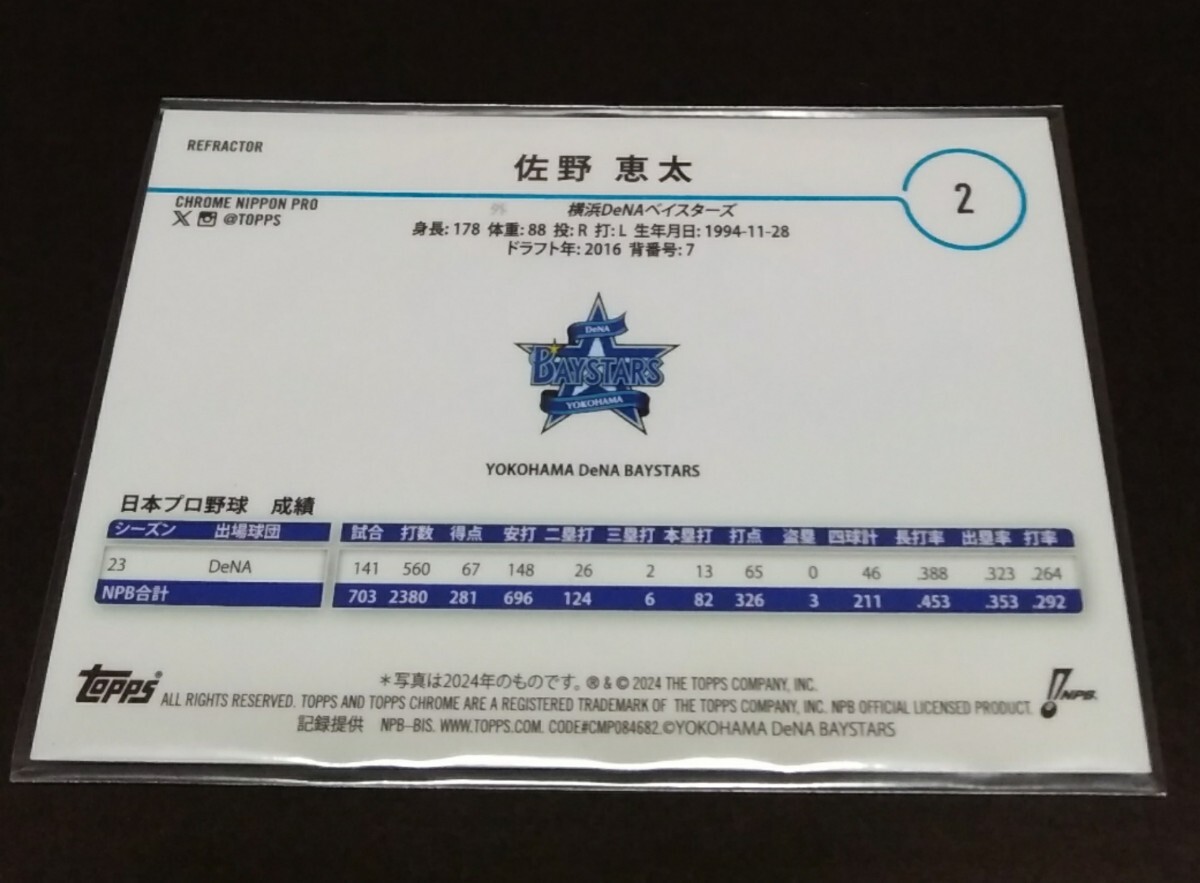 REFRACTOR
佐野 恵太
2
CHROME NIPPON PRO
@TOPPS
横浜DeNAベイスターズ
身長: 178 体重: 88 投: R 打: L 生年月日: 1994-11-28
ドラフト年: 2016 背番号: 7
DeNA
BAYSTARS
YOKOHAMA
YOKOHAMA DeNA BAYSTARS
日本プロ野球 成績
シーズン 出場球団 試合 打数 得点 安打 二塁打 三塁打 本塁打 打点 盗塁 四球計 長打率 出塁率 打率
23 DeNA 141 560 67 148 26 2 13 65 0 46 .388 .323 .264
NPB合計 703 2380 281 696 124 6 82 326 3 211 .453 .353 .292
topps®
＊写真は2024年のものです。® & © 2024 THE TOPPS COMPANY, INC.
ALL RIGHTS RESERVED. TOPPS AND TOPPS CHROME ARE A REGISTERED TRADEMARK OF THE TOPPS COMPANY, INC. NPB OFFICIAL LICENSED PRODUCT.
NPB.
記録提供 NPB-BIS. WWW.TOPPS.COM. CODE#CMP084682.©YOKOHAMA DeNA BAYSTARS